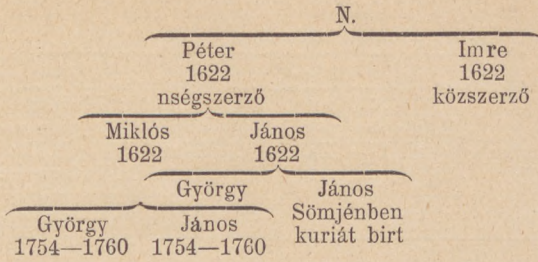 N.
Péter Imre
1622 1622
nségszerző közszerző
Miklós János
1622 1622
György János
Sömjénben
György János kuriát birt
1754—1760 1754—1760